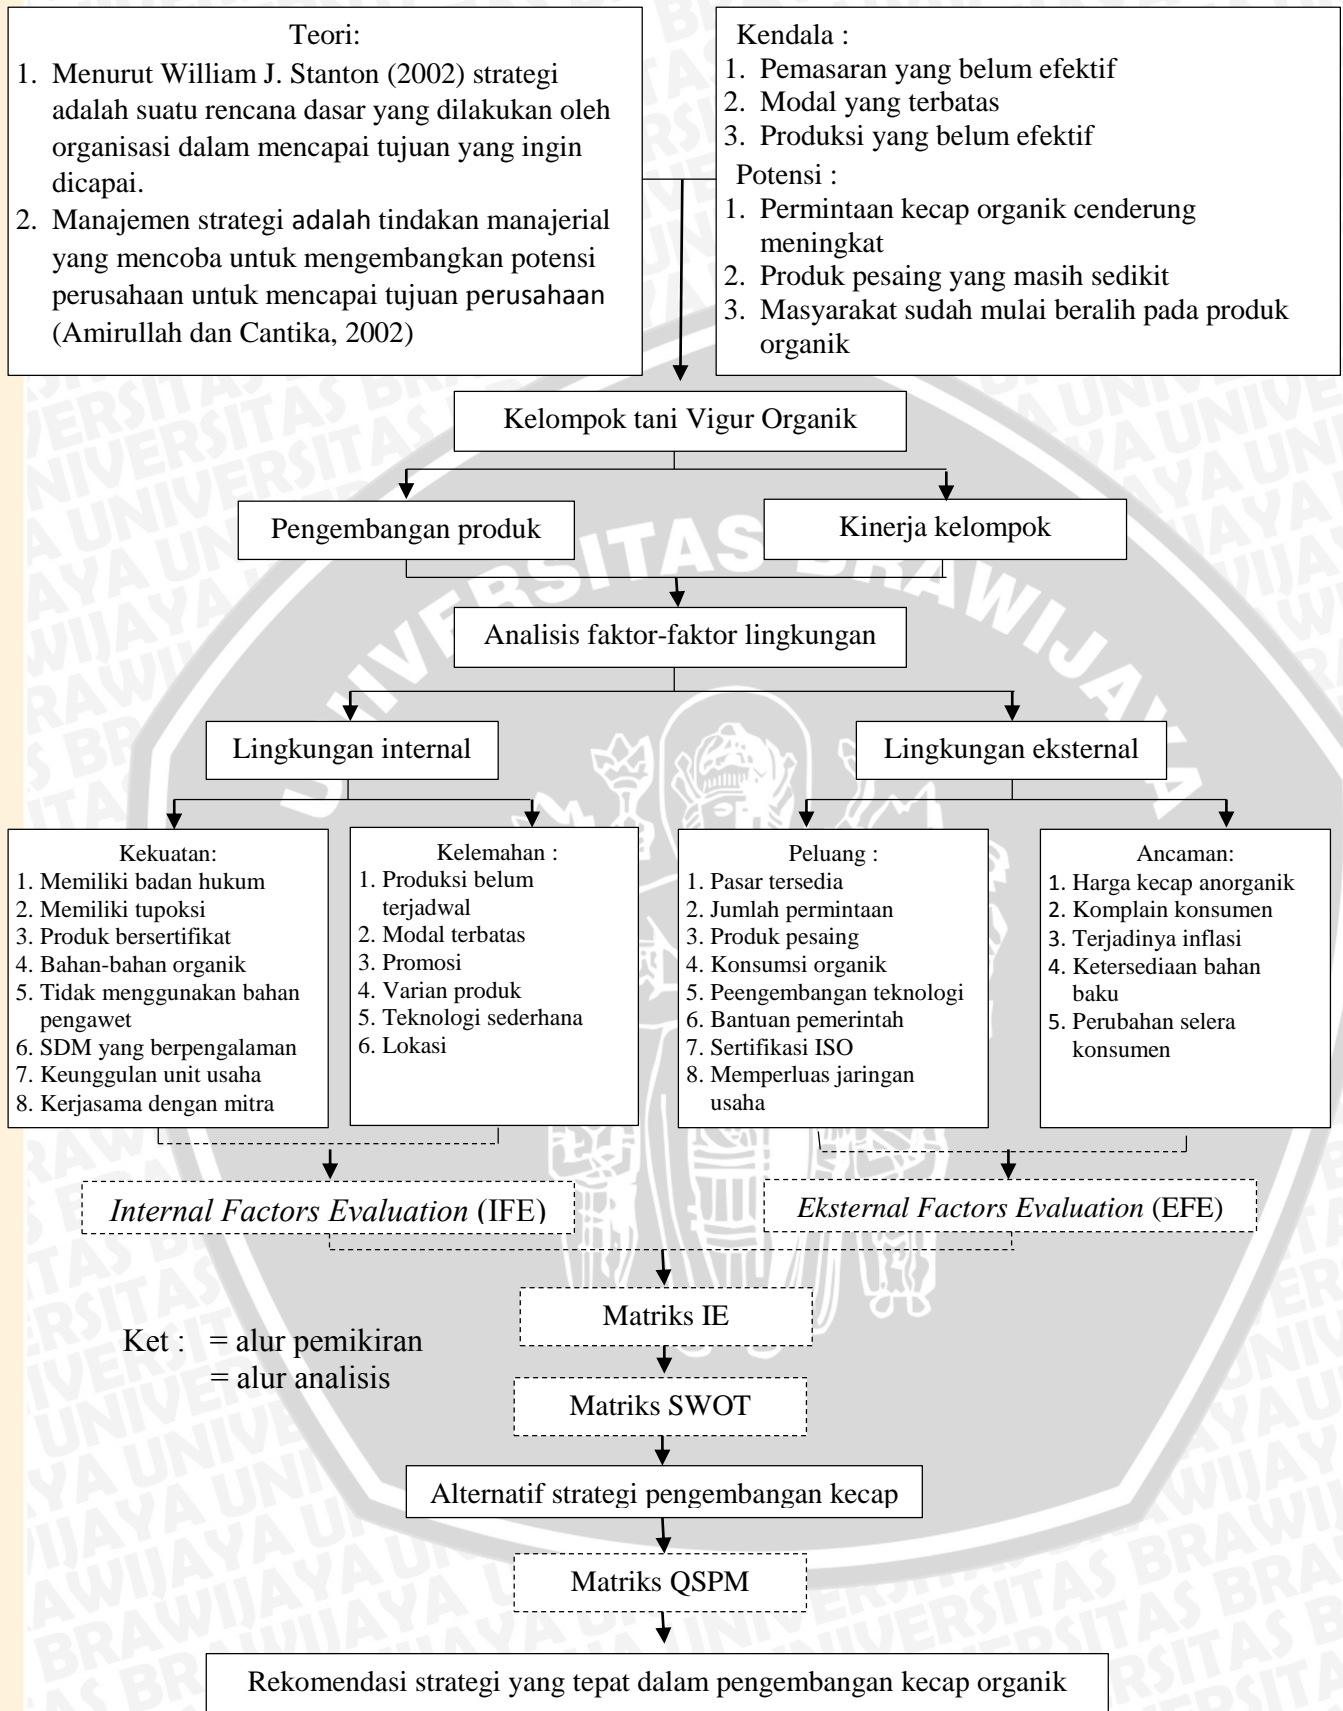 Teori:
1. Menurut William J. Stanton (2002) strategi
adalah suatu rencana dasar yang dilakukan oleh
organisasi dalam mencapai tujuan yang ingin
dicapai.
2. Manajemen strategi adalah tindakan manajerial
yang mencoba untuk mengembangkan potensi
perusahaan untuk mencapai tujuan perusahaan
(Amirullah dan Cantika, 2002)
Kendala :
1. Pemasaran yang belum efektif
2. Modal yang terbatas
3. Produksi yang belum efektif
Potensi :
1. Permintaan kecap organik cenderung
meningkat
2. Produk pesaing yang masih sedikit
3. Masyarakat sudah mulai beralih pada produk
organik
Kelompok tani Vigur Organik
Pengembangan produk
Kinerja kelompok
UNIVERSITAS BRAWIJAYA
Analisis faktor-faktor lingkungan
Lingkungan internal
Lingkungan eksternal
Kekuatan:
1. Memiliki badan hukum
2. Memiliki tupoksi
3. Produk bersertifikat
4. Bahan-bahan organik
5. Tidak menggunakan bahan
pengawet
6. SDM yang berpengalaman
7. Keunggulan unit usaha
8. Kerjasama dengan mitra
Kelemahan :
1. Produksi belum
terjadwal
2. Modal terbatas
3. Promosi
4. Varian produk
5. Teknologi sederhana
6. Lokasi
Peluang :
1. Pasar tersedia
2. Jumlah permintaan
3. Produk pesaing
4. Konsumsi organik
5. Peengembangan teknologi
6. Bantuan pemerintah
7. Sertifikasi ISO
8. Memperluas jaringan
usaha
Ancaman:
1. Harga kecap anorganik
2. Komplain konsumen
3. Terjadinya inflasi
4. Ketersediaan bahan
baku
5. Perubahan selera
konsumen
Internal Factors Evaluation (IFE)
Eksternal Factors Evaluation (EFE)
Matriks IE
Ket : = alur pemikiran
= alur analisis
Matriks SWOT
Alternatif strategi pengembangan kecap
Matriks QSPM
Rekomendasi strategi yang tepat dalam pengembangan kecap organik